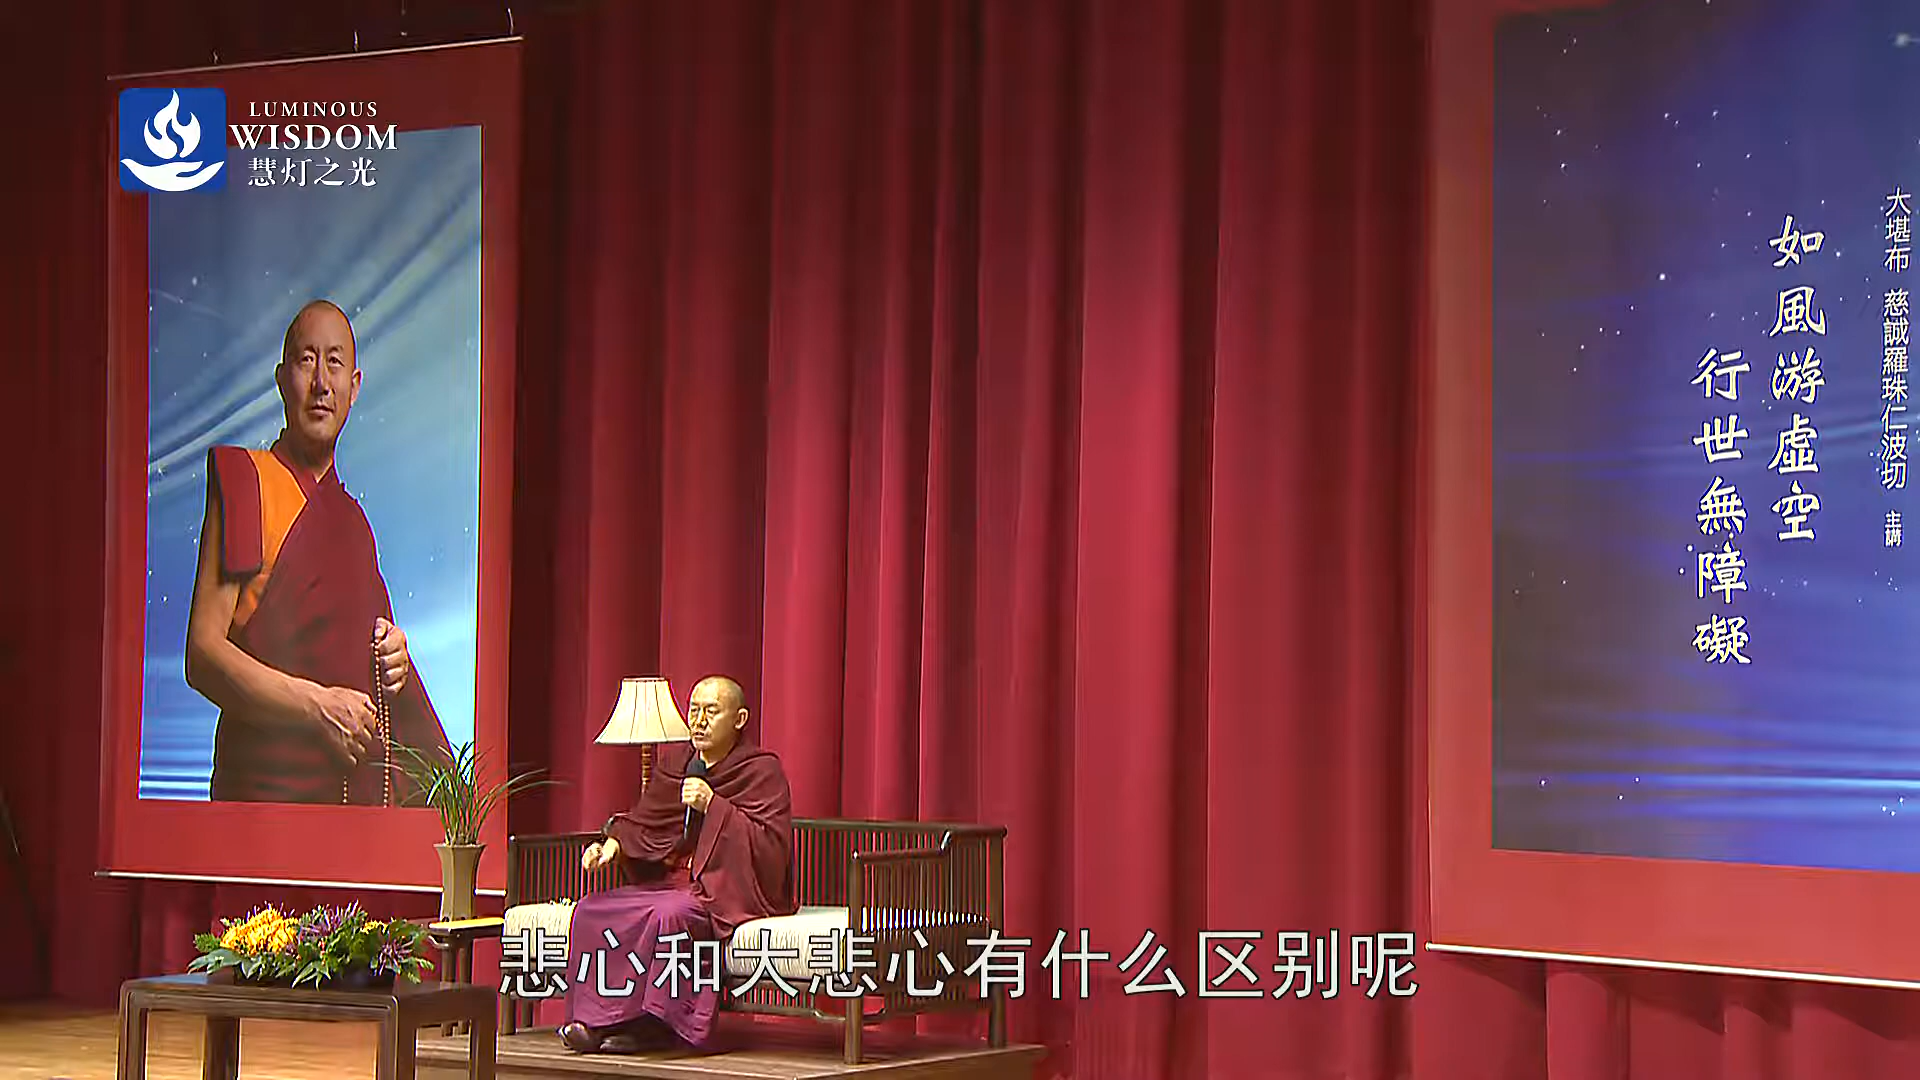 LUMINOUS
WISDOM
慧灯之光
大堪布 慈誠羅珠仁波切 主講
如風游虛空
行世無障礙
悲心和大悲心有什么区别呢